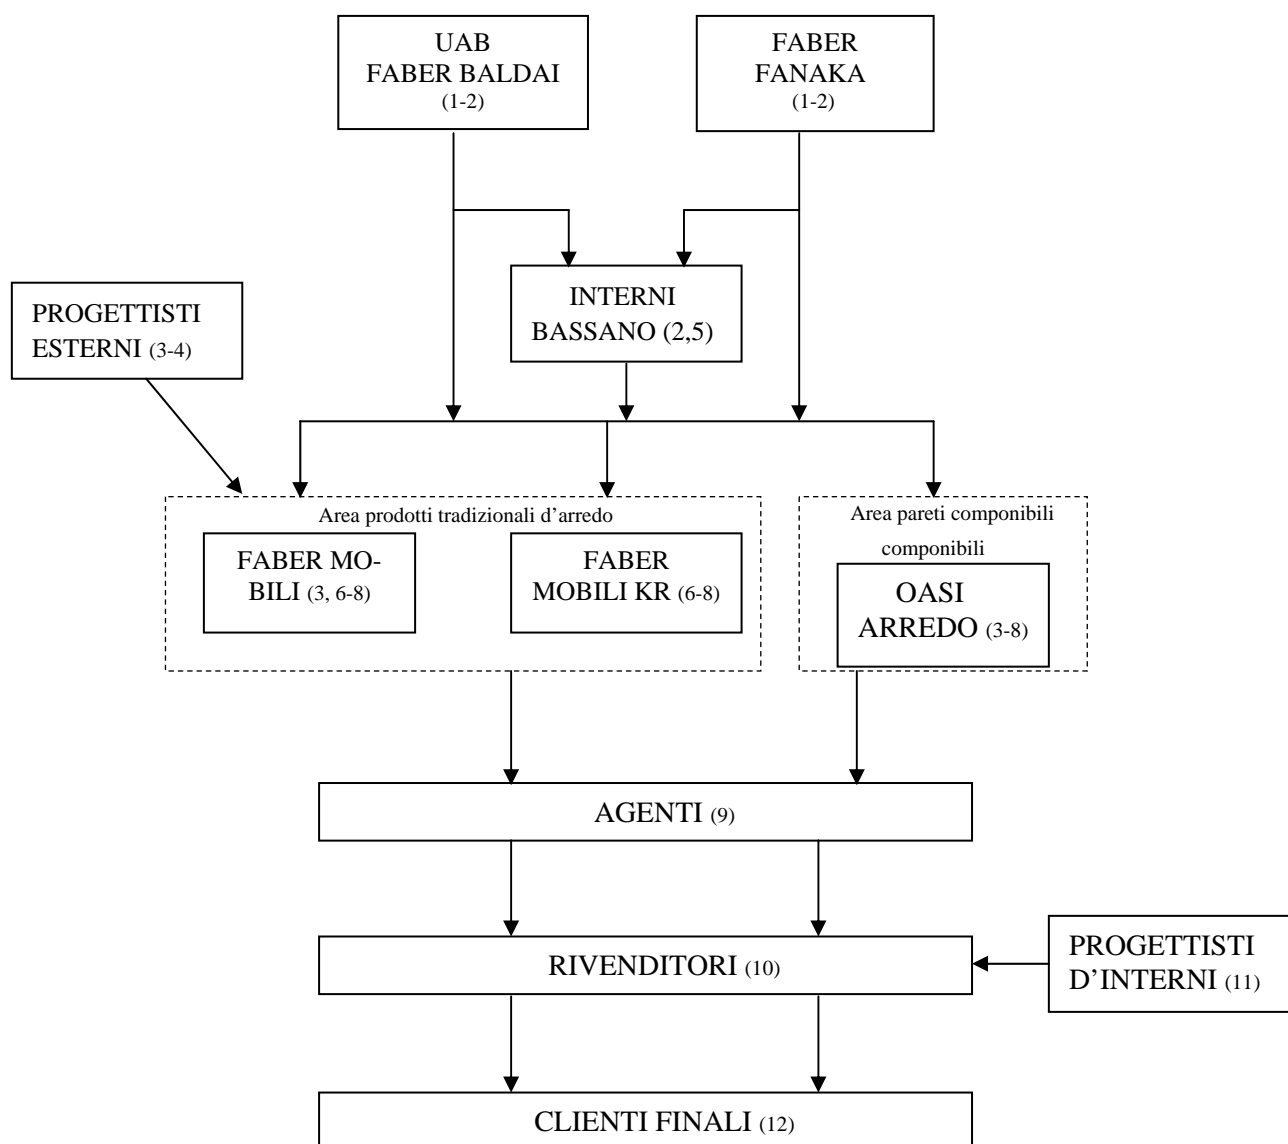 UAB
FABER BALDAI
(1-2)
FABER
FANAKA
(1-2)
INTERNI
BASSANO (2,5)
PROGETTISTI
ESTERNI (3-4)
Area prodotti tradizionali d’arredo
FABER MO-
BILI (3, 6-8)
FABER
MOBILI KR (6-8)
Area pareti componibili
componibili
OASI
ARREDO (3-8)
AGENTI (9)
RIVENDITORI (10)
PROGETTISTI
D’INTERNI (11)
CLIENTI FINALI (12)